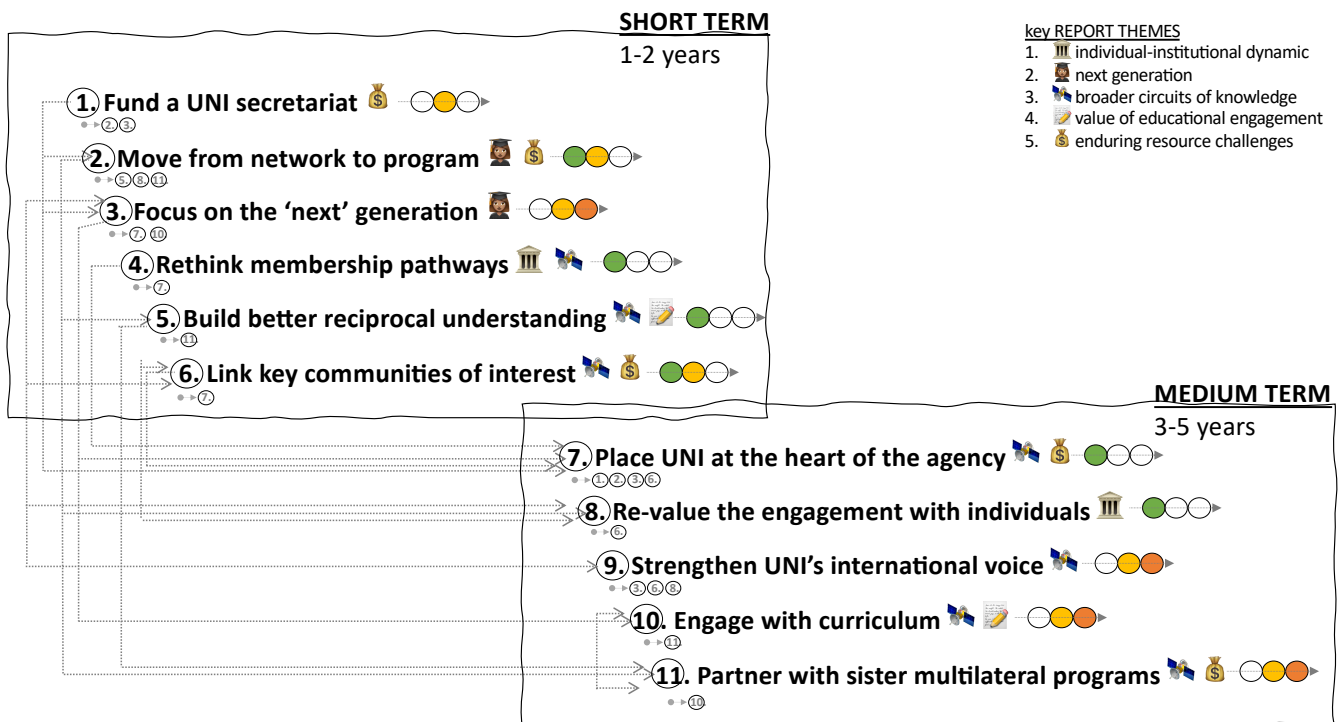 SHORT TERM
1-2 years
key REPORT THEMES
1. individual-institutional dynamic
2. next generation
3. broader circuits of knowledge
4. value of educational engagement
5. enduring resource challenges
1. Fund a UNI secretariat
2. 3.
2. Move from network to program
5. 8. 11.
3. Focus on the ‘next’ generation
7. 10.
4. Rethink membership pathways
7.
5. Build better reciprocal understanding
11.
6. Link key communities of interest
7.
MEDIUM TERM
3-5 years
7. Place UNI at the heart of the agency
1. 2. 3. 6.
8. Re-value the engagement with individuals
6.
9. Strengthen UNI’s international voice
3. 6. 8.
10. Engage with curriculum
11.
11. Partner with sister multilateral programs
10.